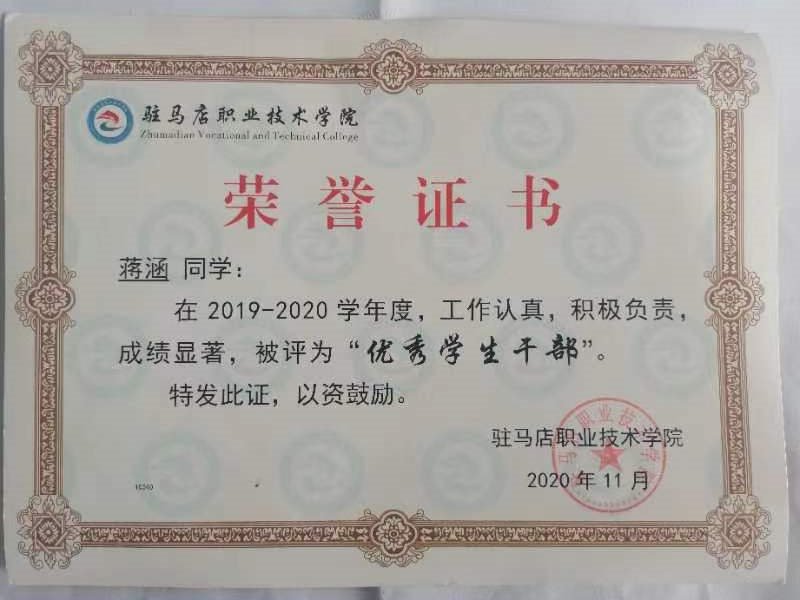 驻马店职业技术学院
Zhumadian Vocational and Technical College
荣誉证书
蒋涵 同学：
在 2019-2020 学年度，工作认真，积极负责，
成绩显著，被评为“优秀学生干部”。
特发此证，以资鼓励。
驻马店职业技术学院
2020 年 11 月